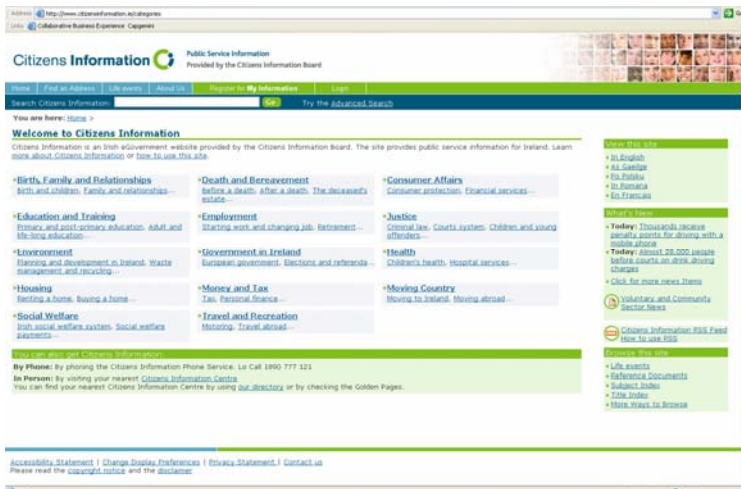 Address http://www.citizensinformation.ie/categories
Go
Links Collaborative Business Experience Capgemini
Citizens Information
Public Service Information
Provided by the Citizens Information Board
Home Find an Address Life events About Us Register for My Information Login
Search Citizens Information: Go Try the Advanced Search
You are here: Home >
Welcome to Citizens Information
Citizens Information is an Irish eGovernment website provided by the Citizens Information Board. The site provides public service information for Ireland. Learn
more about Citizens Information or how to use this site.
Birth, Family and Relationships
Birth and children, Family and relationships...
Death and Bereavement
Before a death, After a death, The deceased's
estate...
Consumer Affairs
Consumer protection, Financial services...
Education and Training
Primary and post-primary education, Adult and
life-long education...
Employment
Starting work and changing job, Retirement...
Justice
Criminal law, Courts system, Children and young
offenders...
Environment
Planning and development in Ireland, Waste
management and recycling...
Government in Ireland
European government, Elections and referenda...
Health
Children's health, Hospital services...
Housing
Renting a home, Buying a home...
Money and Tax
Tax, Personal finance...
Moving Country
Moving to Ireland, Moving abroad...
Social Welfare
Irish social welfare system, Social welfare
payments...
Travel and Recreation
Motoring, Travel abroad...
You can also get Citizens Information:
By Phone: By phoning the Citizens Information Phone Service. Lo Call 1890 777 121
In Person: By visiting your nearest Citizens Information Centre
You can find your nearest Citizens Information Centre by using our directory or by checking the Golden Pages.
View this site
In English
As Gaeilge
Po Polsku
In Romana
En Francais
What's New
Today: Thousands receive
penalty points for driving with a
mobile phone
Today: Almost 28,000 people
before courts on drink driving
charges
Click for more news Items
Voluntary and Community
Sector News
Citizens Information RSS Feed
How to use RSS
Browse this site
Life events
Reference Documents
Subject Index
Title Index
More Ways to Browse
Accessibility Statement | Change Display Preferences | Privacy Statement | Contact us
Please read the copyright notice and the disclaimer